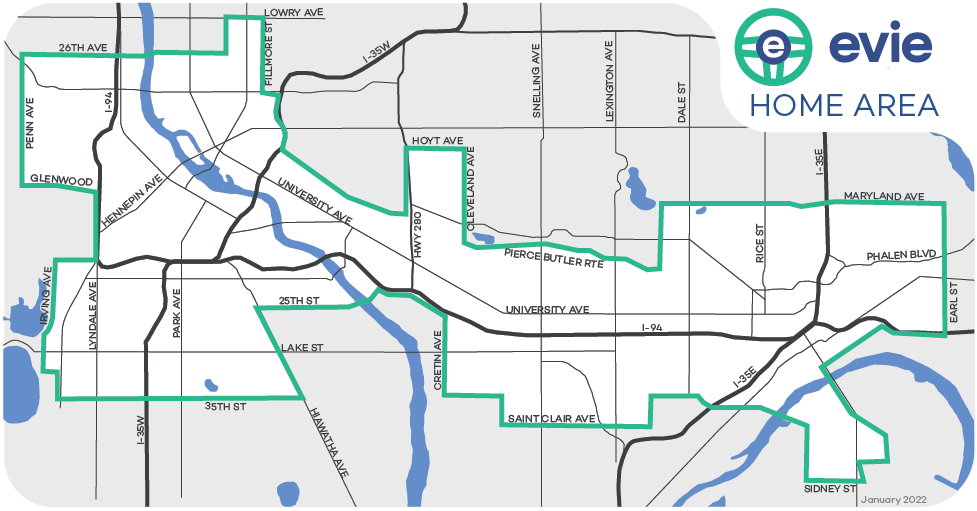 LOWRY AVE
26TH AVE
FILLMORE ST
I-35W
SNELLING AVE
LEXINGTON AVE
DALE ST
e evie
HOME AREA
PENN AVE
I-94
HOYT AVE
I-35E
GLENWOOD
HENNEPIN AVE
UNIVERSITY AVE
CLEVELAND AVE
MARYLAND AVE
HWY 280
PIERCE BUTLER RTE
RICE ST
PHALEN BLVD
IRVING AVE
LYNDALE AVE
PARK AVE
25TH ST
UNIVERSITY AVE
EARL ST
I-94
LAKE ST
CRETIN AVE
I-35E
35TH ST
SAINT CLAIR AVE
I-35W
HIAWATHA AVE
SIDNEY ST
January 2022